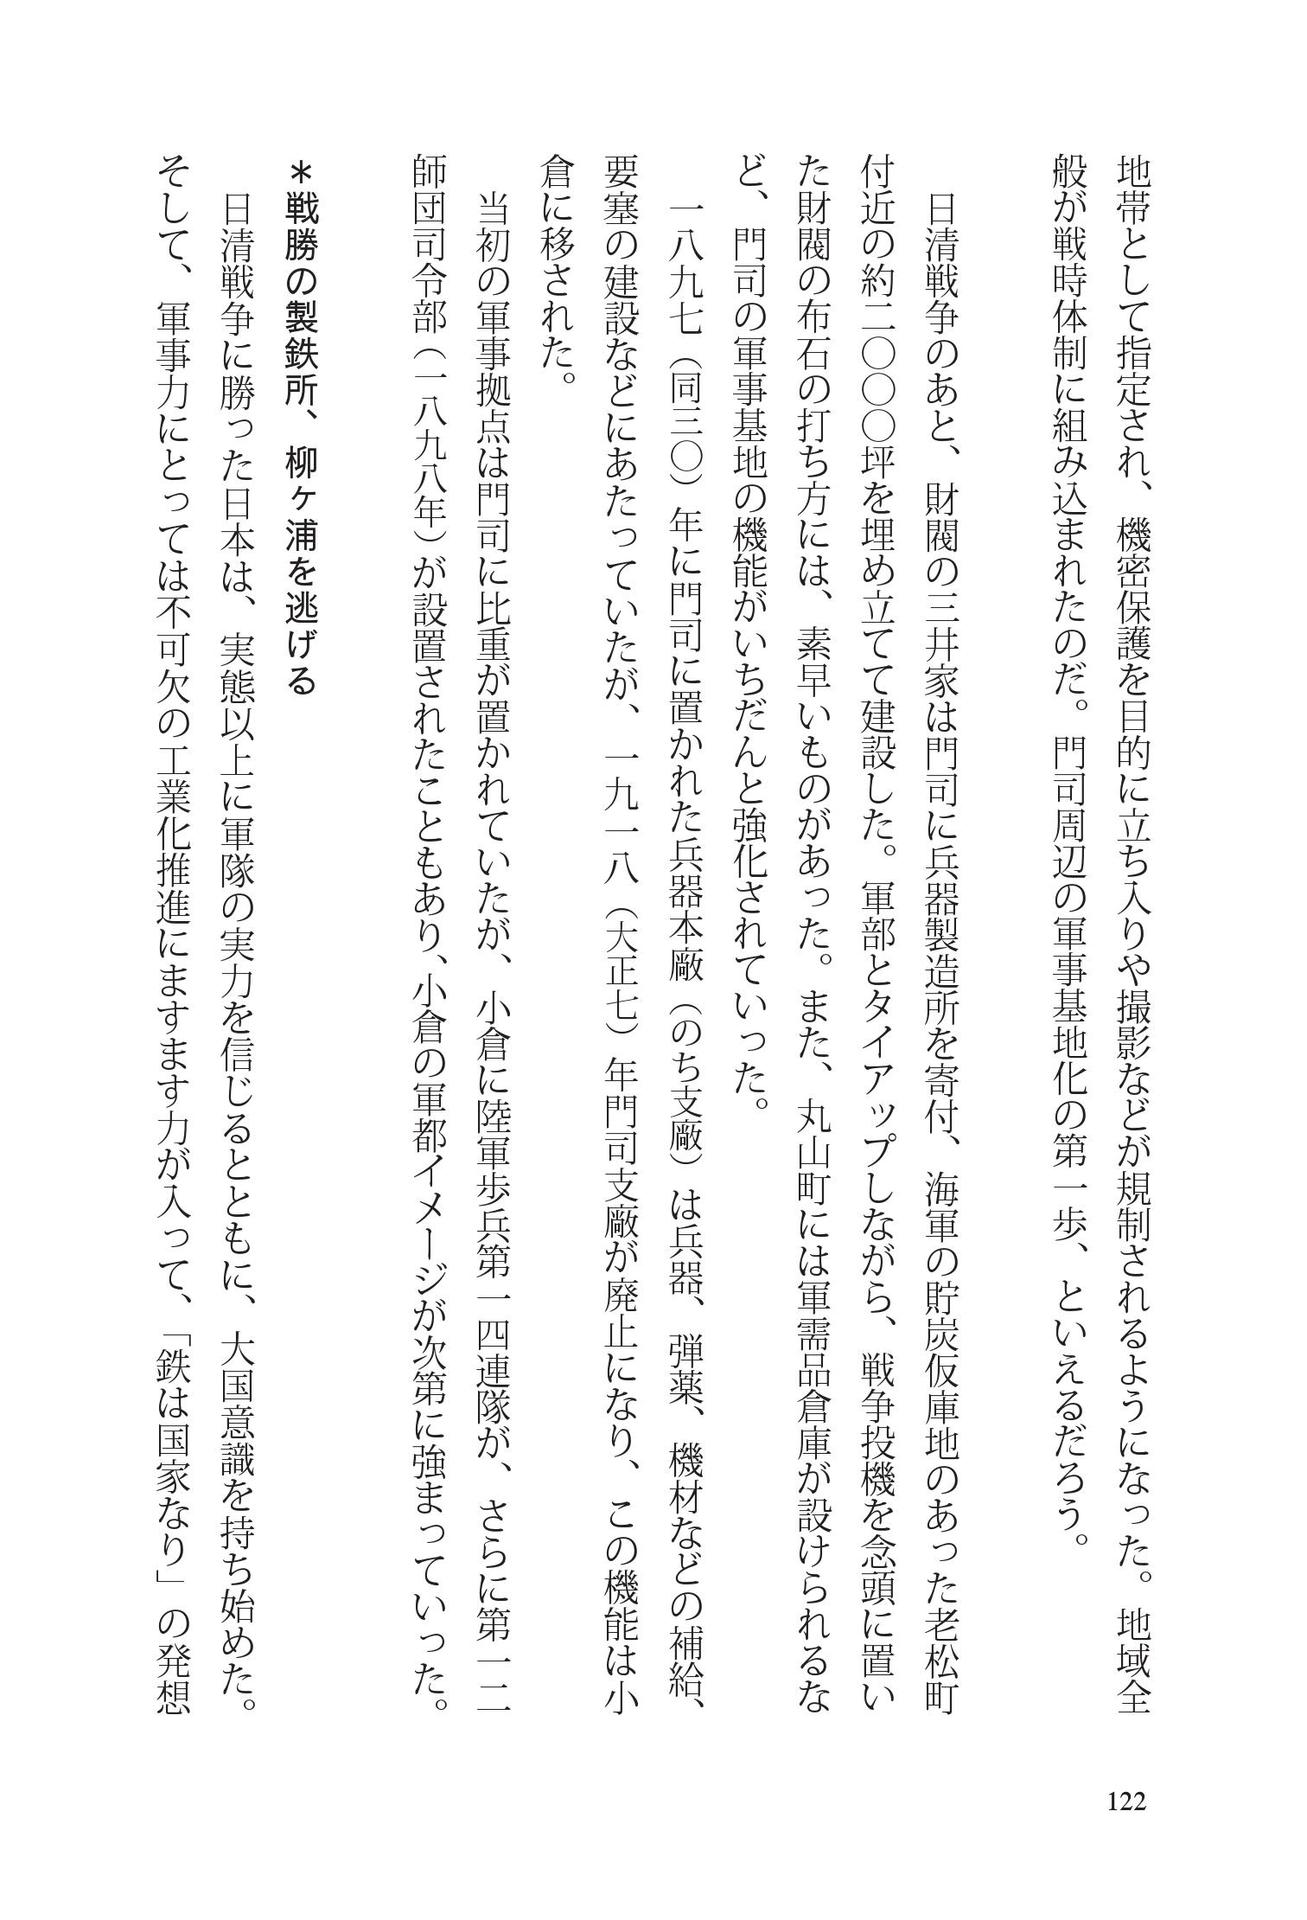 地帯として指定され、機密保護を目的に立ち入りや撮影などが規制されるようになった。地域全
般が戦時体制に組み込まれたのだ。門司周辺の軍事基地化の第一歩、といえるだろう。
日清戦争のあと、財閥の三井家は門司に兵器製造所を寄付、海軍の貯炭仮庫地のあった老松町
付近の約二〇〇〇坪を埋め立てて建設した。軍部とタイアップしながら、戦争投機を念頭に置い
た財閥の布石の打ち方には、素早いものがあった。また、丸山町には軍需品倉庫が設けられるな
ど、門司の軍事基地の機能がいちだんと強化されていった。
一八九七（同三〇）年に門司に置かれた兵器本廠（のち支廠）は兵器、弾薬、機材などの補給、
要塞の建設などにあたっていたが、一九一八（大正七）年門司支廠が廃止になり、この機能は小
倉に移された。
当初の軍事拠点は門司に比重が置かれていたが、小倉に陸軍歩兵第一四連隊が、さらに第一二
師団司令部（一八九八年）が設置されたこともあり、小倉の軍都イメージが次第に強まっていった。
＊戦勝の製鉄所、柳ヶ浦を逃げる
日清戦争に勝った日本は、実態以上に軍隊の実力を信じるとともに、大国意識を持ち始めた。
そして、軍事力にとっては不可欠の工業化推進にますます力が入って、「鉄は国家なり」の発想
122